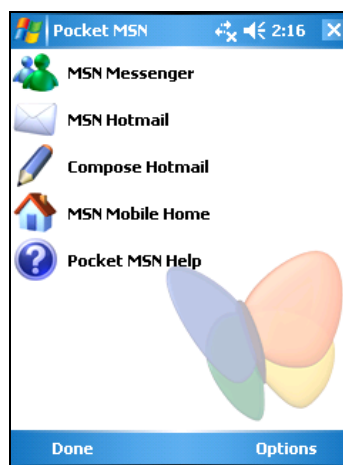 Pocket MSN 2:16
MSN Messenger
MSN Hotmail
Compose Hotmail
MSN Mobile Home
Pocket MSN Help
Done Options